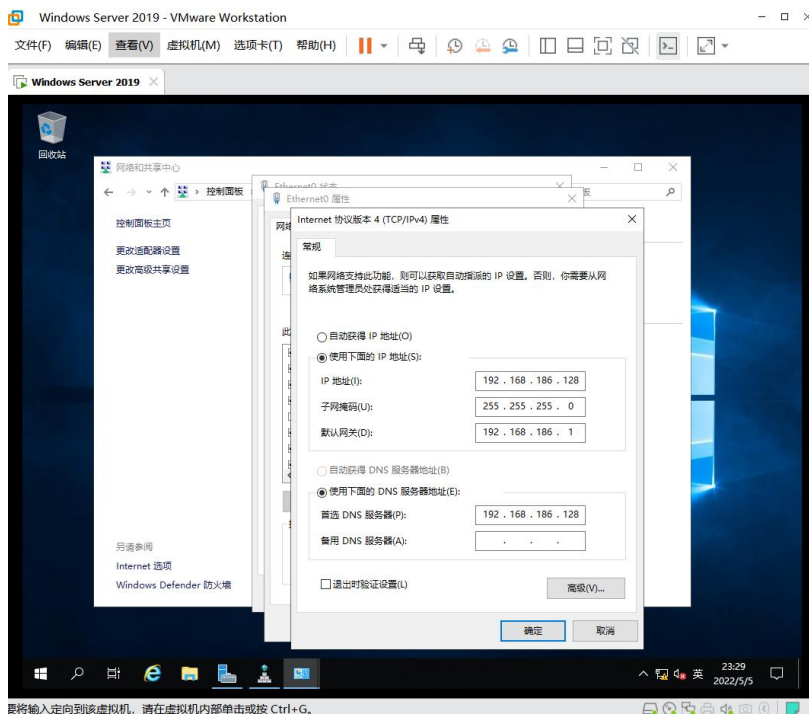 Windows Server 2019 - VMware Workstation
文件(F) 编辑(E) 查看(V) 虚拟机(M) 选项卡(T) 帮助(H)
Windows Server 2019
回收站
网络和共享中心
控制面板
Ethernet0 状态
Ethernet0 属性
控制面板主页
更改适配器设置
更改高级共享设置
Internet 协议版本 4 (TCP/IPv4) 属性
常规
如果网络支持此功能，则可以获取自动指派的 IP 设置。否则，你需要从网
络系统管理员处获得适当的 IP 设置。
自动获得 IP 地址(O)
使用下面的 IP 地址(S):
IP 地址(I): 192 . 168 . 186 . 128
子网掩码(U): 255 . 255 . 255 . 0
默认网关(D): 192 . 168 . 186 . 1
自动获得 DNS 服务器地址(B)
使用下面的 DNS 服务器地址(E):
首选 DNS 服务器(P): 192 . 168 . 186 . 128
备用 DNS 服务器(A): . . .
退出时验证设置(L)
高级(V)...
确定 取消
另请参阅
Internet 选项
Windows Defender 防火墙
英
23:29
2022/5/5
要将输入定向到该虚拟机，请在虚拟机内部单击或按 Ctrl+G。